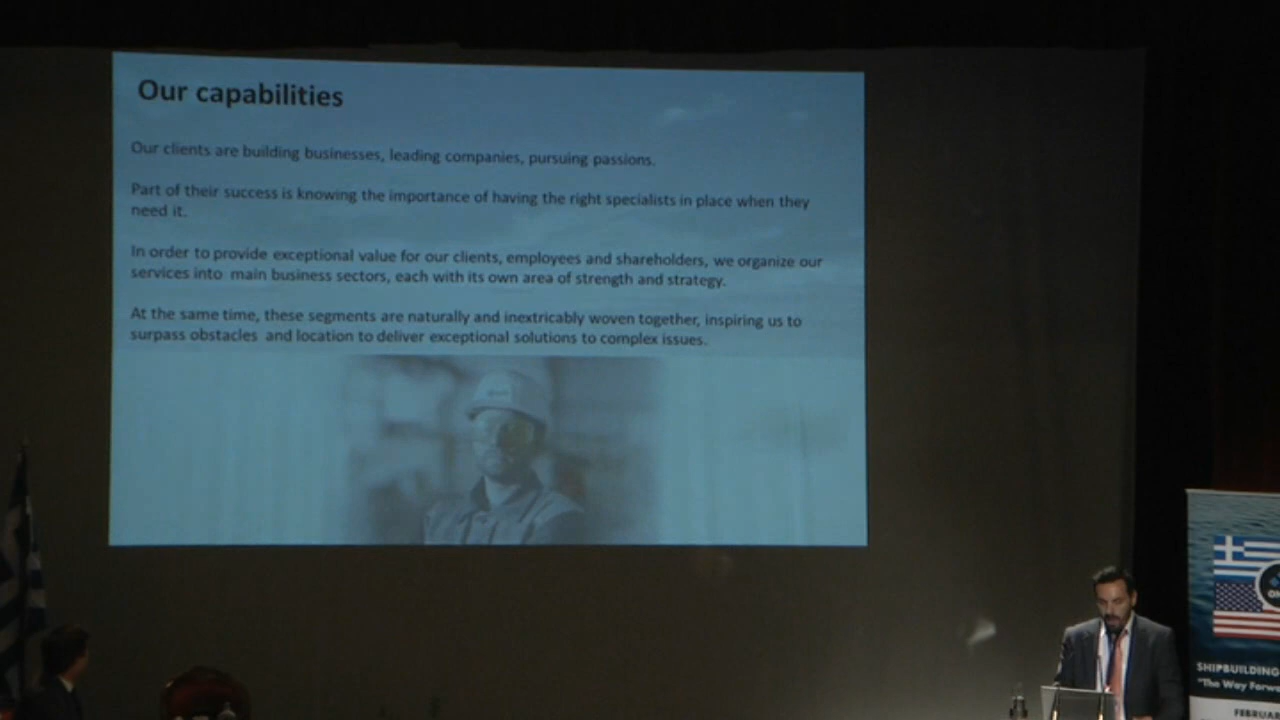 Our capabilities
Our clients are building businesses, leading companies, pursuing passions.
Part of their success is knowing the importance of having the right specialists in place when they
need it.
In order to provide exceptional value for our clients, employees and shareholders, we organize our
services into main business sectors, each with its own area of strength and strategy.
At the same time, these segments are naturally and inextricably woven together, inspiring us to
surpass obstacles and location to deliver exceptional solutions to complex issues.
SHIPBUILDING
"The Way Forw
FEBRUAR